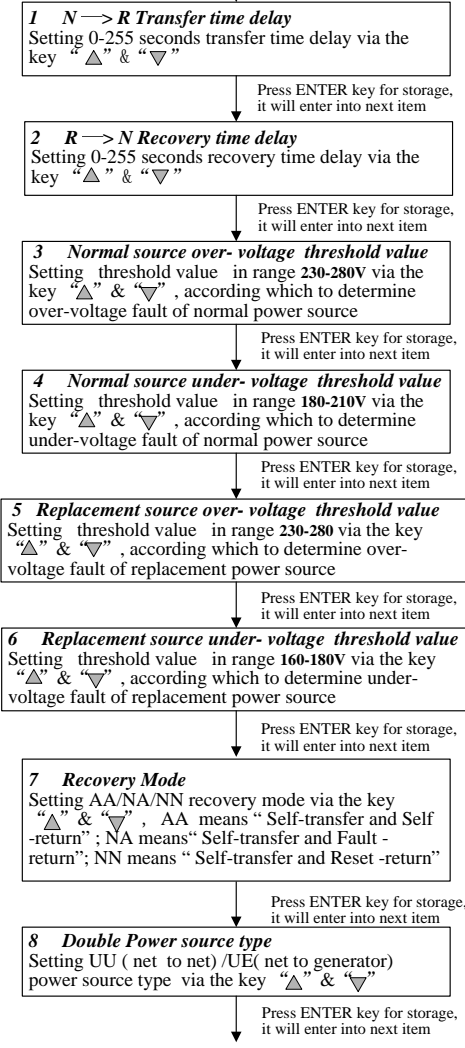 1 N —> R Transfer time delay
Setting 0-255 seconds transfer time delay via the
key “△” & “▽”
Press ENTER key for storage,
it will enter into next item
2 R —> N Recovery time delay
Setting 0-255 seconds recovery time delay via the
key “△” & “▽”
Press ENTER key for storage,
it will enter into next item
3 Normal source over- voltage threshold value
Setting threshold value in range 230-280V via the
key “△” & “▽” , according which to determine
over-voltage fault of normal power source
Press ENTER key for storage,
it will enter into next item
4 Normal source under- voltage threshold value
Setting threshold value in range 180-210V via the
key “△” & “▽” , according which to determine
under-voltage fault of normal power source
Press ENTER key for storage,
it will enter into next item
5 Replacement source over- voltage threshold value
Setting threshold value in range 230-280 via the key
“△” & “▽” , according which to determine over-
voltage fault of replacement power source
Press ENTER key for storage,
it will enter into next item
6 Replacement source under- voltage threshold value
Setting threshold value in range 160-180V via the key
“△” & “▽” , according which to determine under-
voltage fault of replacement power source
Press ENTER key for storage,
it will enter into next item
7 Recovery Mode
Setting AA/NA/NN recovery mode via the key
“△” & “▽” , AA means “ Self-transfer and Self
-return” ; NA means“ Self-transfer and Fault -
return”; NN means “ Self-transfer and Reset -return”
Press ENTER key for storage,
it will enter into next item
8 Double Power source type
Setting UU ( net to net) /UE( net to generator)
power source type via the key “△” & “▽”
Press ENTER key for storage,
it will enter into next item